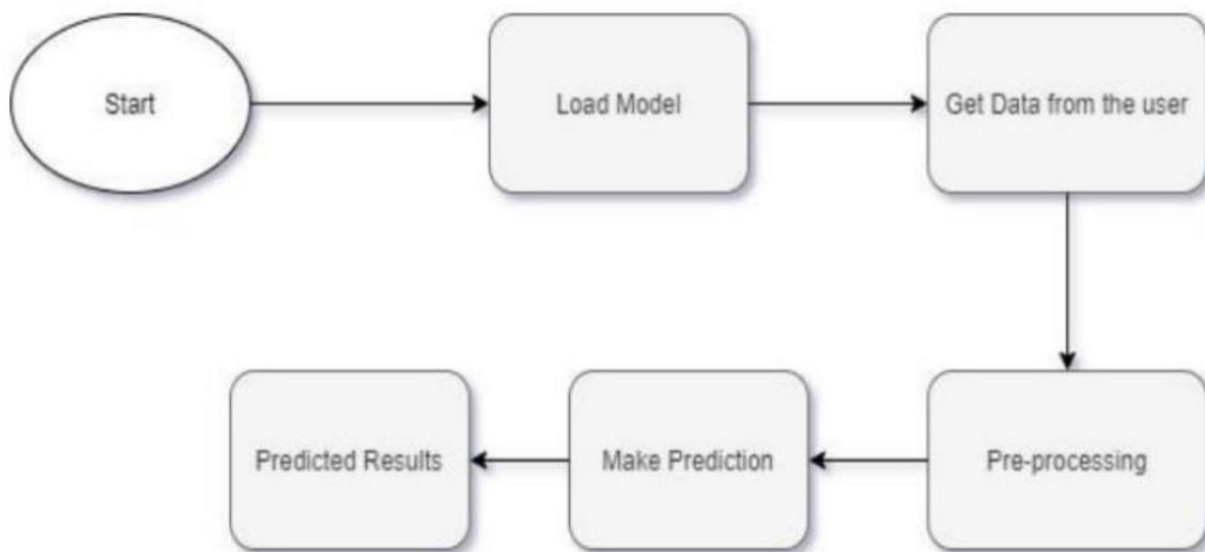 Start
Load Model
Get Data from the user
Pre-processing
Make Prediction
Predicted Results